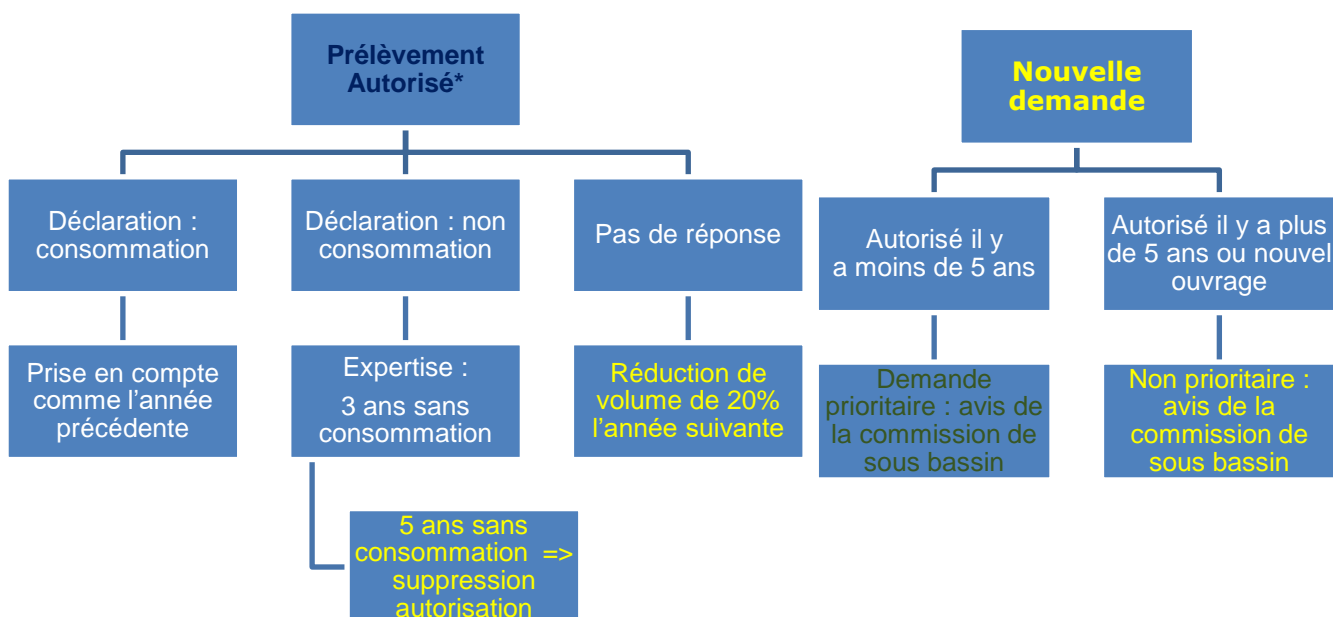 Prélèvement
Autorisé*
Nouvelle
demande
Déclaration :
consommation
Déclaration : non
consommation
Pas de réponse
Autorisé il y
a moins de 5 ans
Autorisé il y a plus
de 5 ans ou nouvel
ouvrage
Prise en compte
comme l’année
précédente
Expertise :
3 ans sans
consommation
Réduction de
volume de 20%
l’année suivante
Demande
prioritaire : avis de
la commission de
sous bassin
Non prioritaire :
avis de la
commission de
sous bassin
5 ans sans
consommation =>
suppression
autorisation